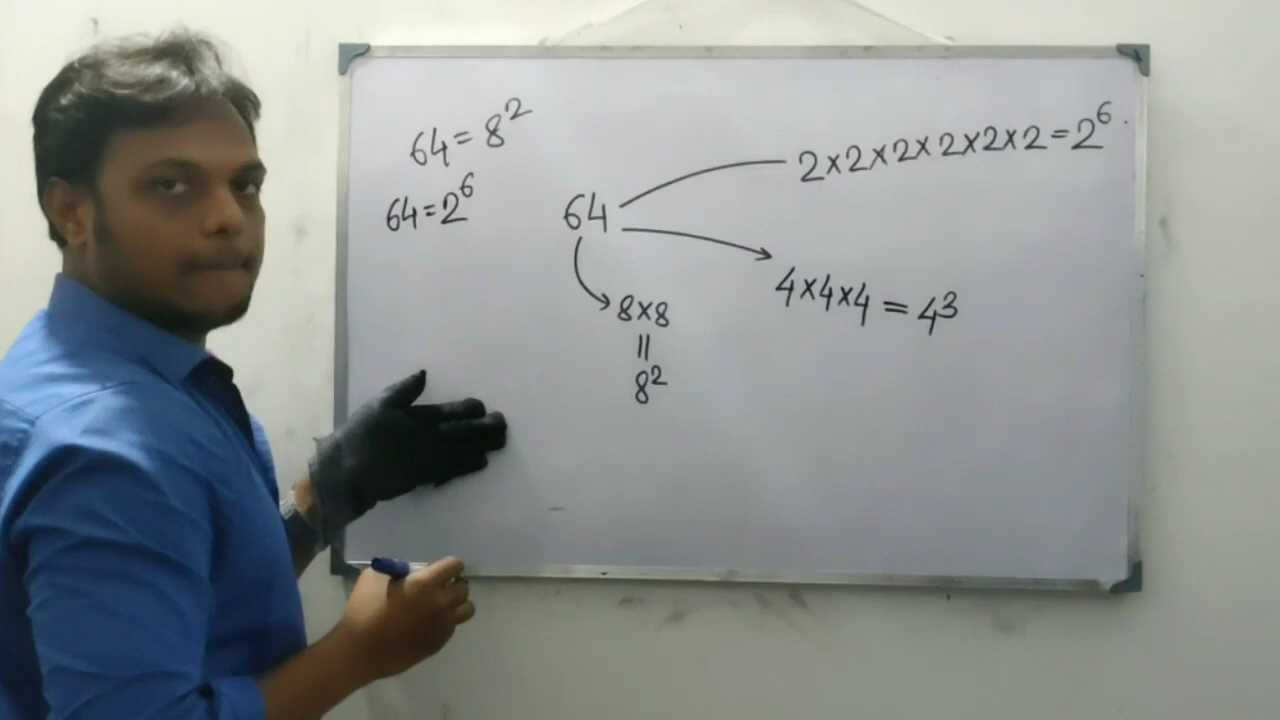 64 = 8²
64 = 2⁶
64
2×2×2×2×2×2 = 2⁶.
4×4×4 = 4³
8×8
=
8²